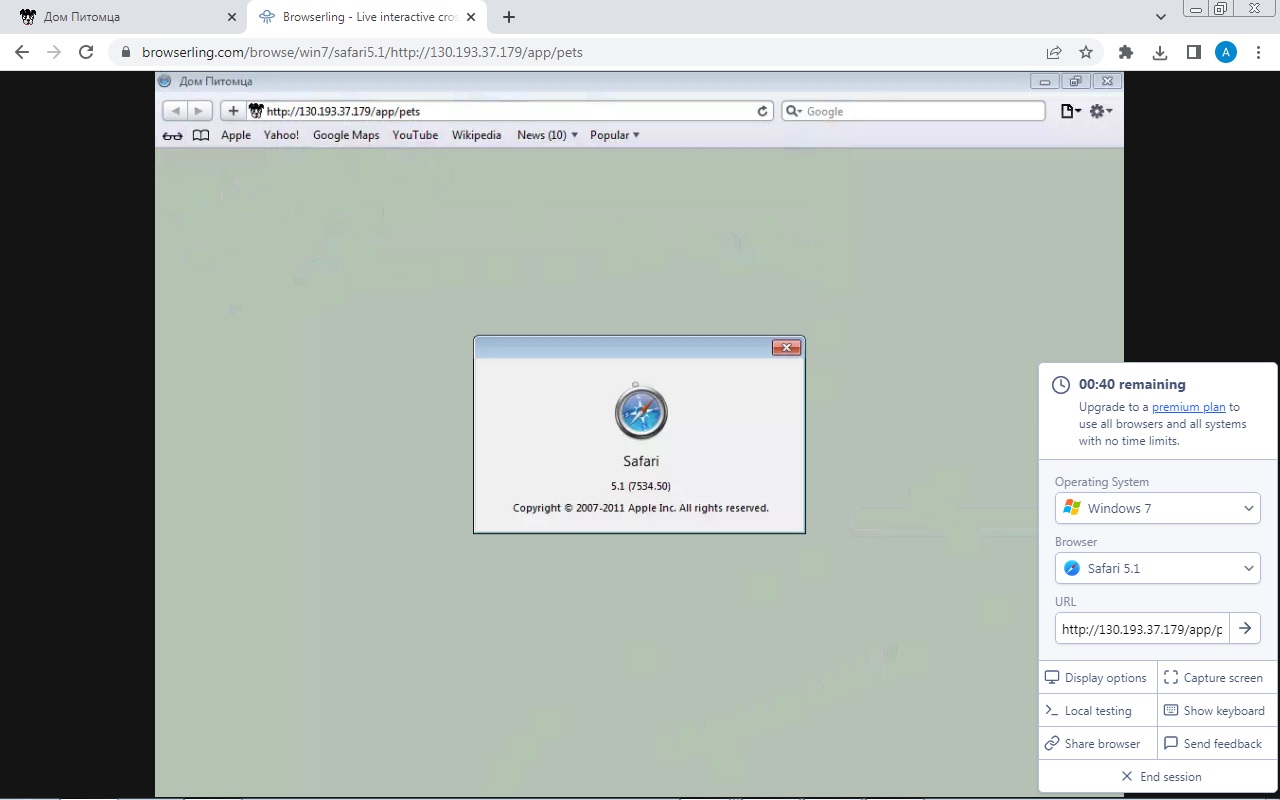 Дом Питомца
Browserling - Live interactive cros
browserling.com/browse/win7/safari5.1/http://130.193.37.179/app/pets
A
Дом Питомца
http://130.193.37.179/app/pets
Google
Apple Yahoo! Google Maps YouTube Wikipedia News (10) Popular
Safari
5.1 (7534.50)
Copyright © 2007-2011 Apple Inc. All rights reserved.
00:40 remaining
Upgrade to a premium plan to
use all browsers and all systems
with no time limits.
Operating System
Windows 7
Browser
Safari 5.1
URL
http://130.193.37.179/app/p
Display options
Capture screen
Local testing
Show keyboard
Share browser
Send feedback
End session